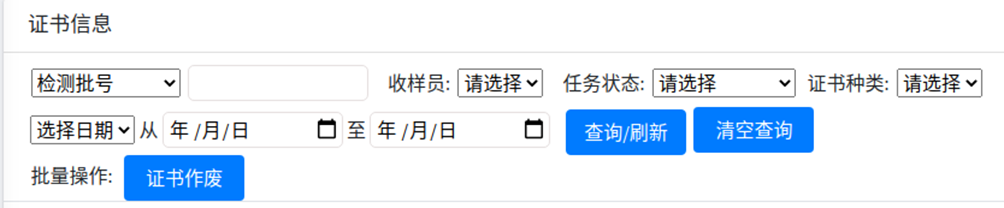 证书信息
检测批号 收样员: 请选择 任务状态: 请选择 证书种类: 请选择
选择日期 从 年 /月/日 至 年 /月/日 查询/刷新 清空查询
批量操作: 证书作废